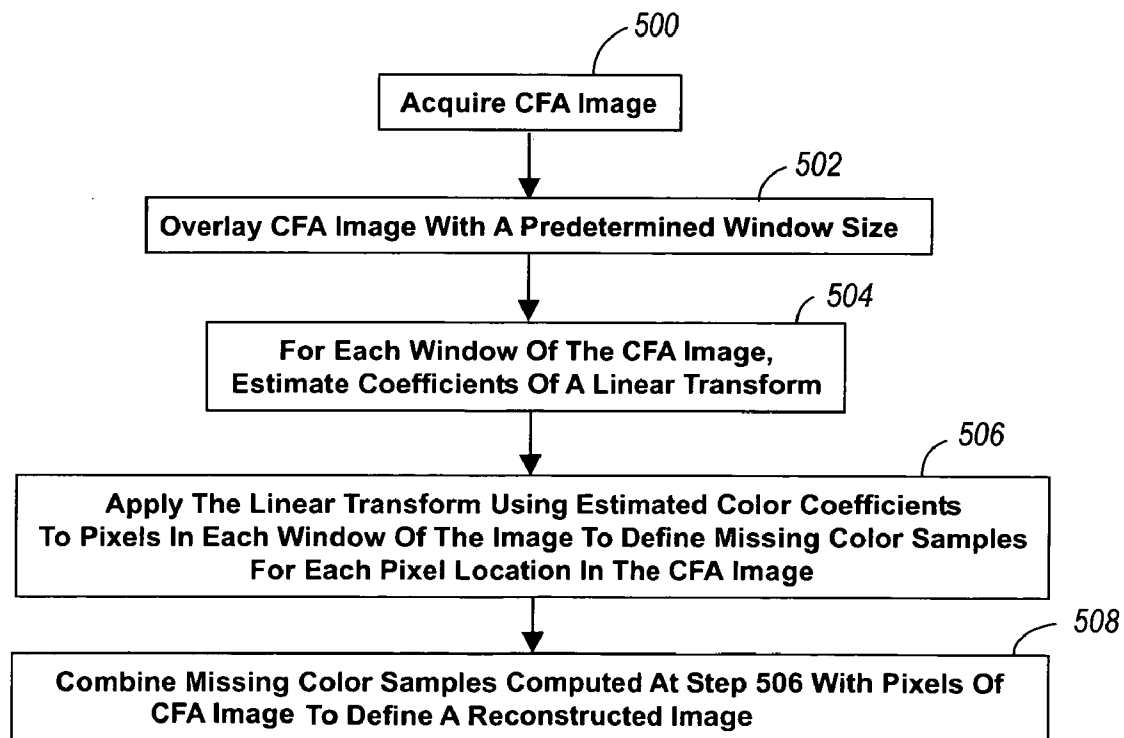 500
Acquire CFA Image
502
Overlay CFA Image With A Predetermined Window Size
504
For Each Window Of The CFA Image,
Estimate Coefficients Of A Linear Transform
506
Apply The Linear Transform Using Estimated Color Coefficients
To Pixels In Each Window Of The Image To Define Missing Color Samples
For Each Pixel Location In The CFA Image
508
Combine Missing Color Samples Computed At Step 506 With Pixels Of
CFA Image To Define A Reconstructed Image